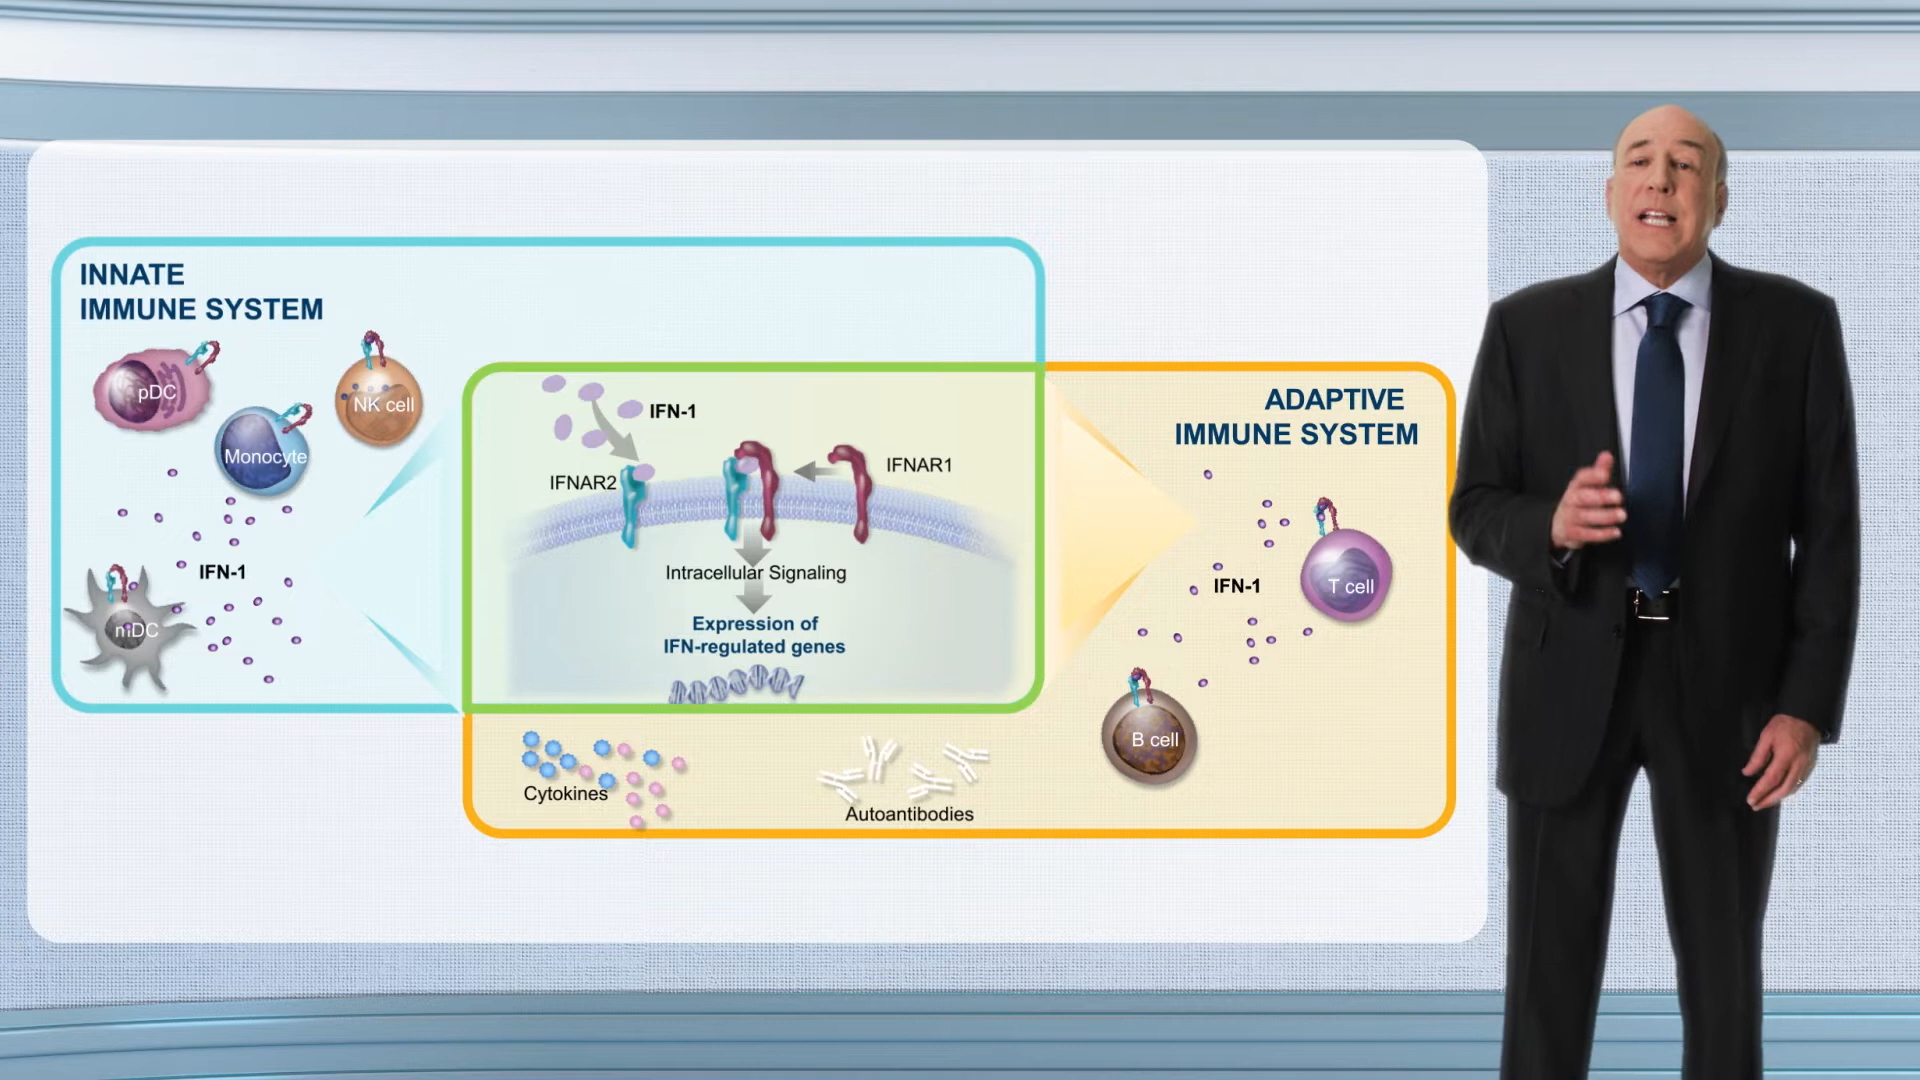 INNATE
IMMUNE SYSTEM
pDC
NK cell
Monocyte
IFN-1
mDC
IFN-1
IFNAR2
IFNAR1
Intracellular Signaling
Expression of
IFN-regulated genes
ADAPTIVE
IMMUNE SYSTEM
IFN-1
T cell
B cell
Cytokines
Autoantibodies